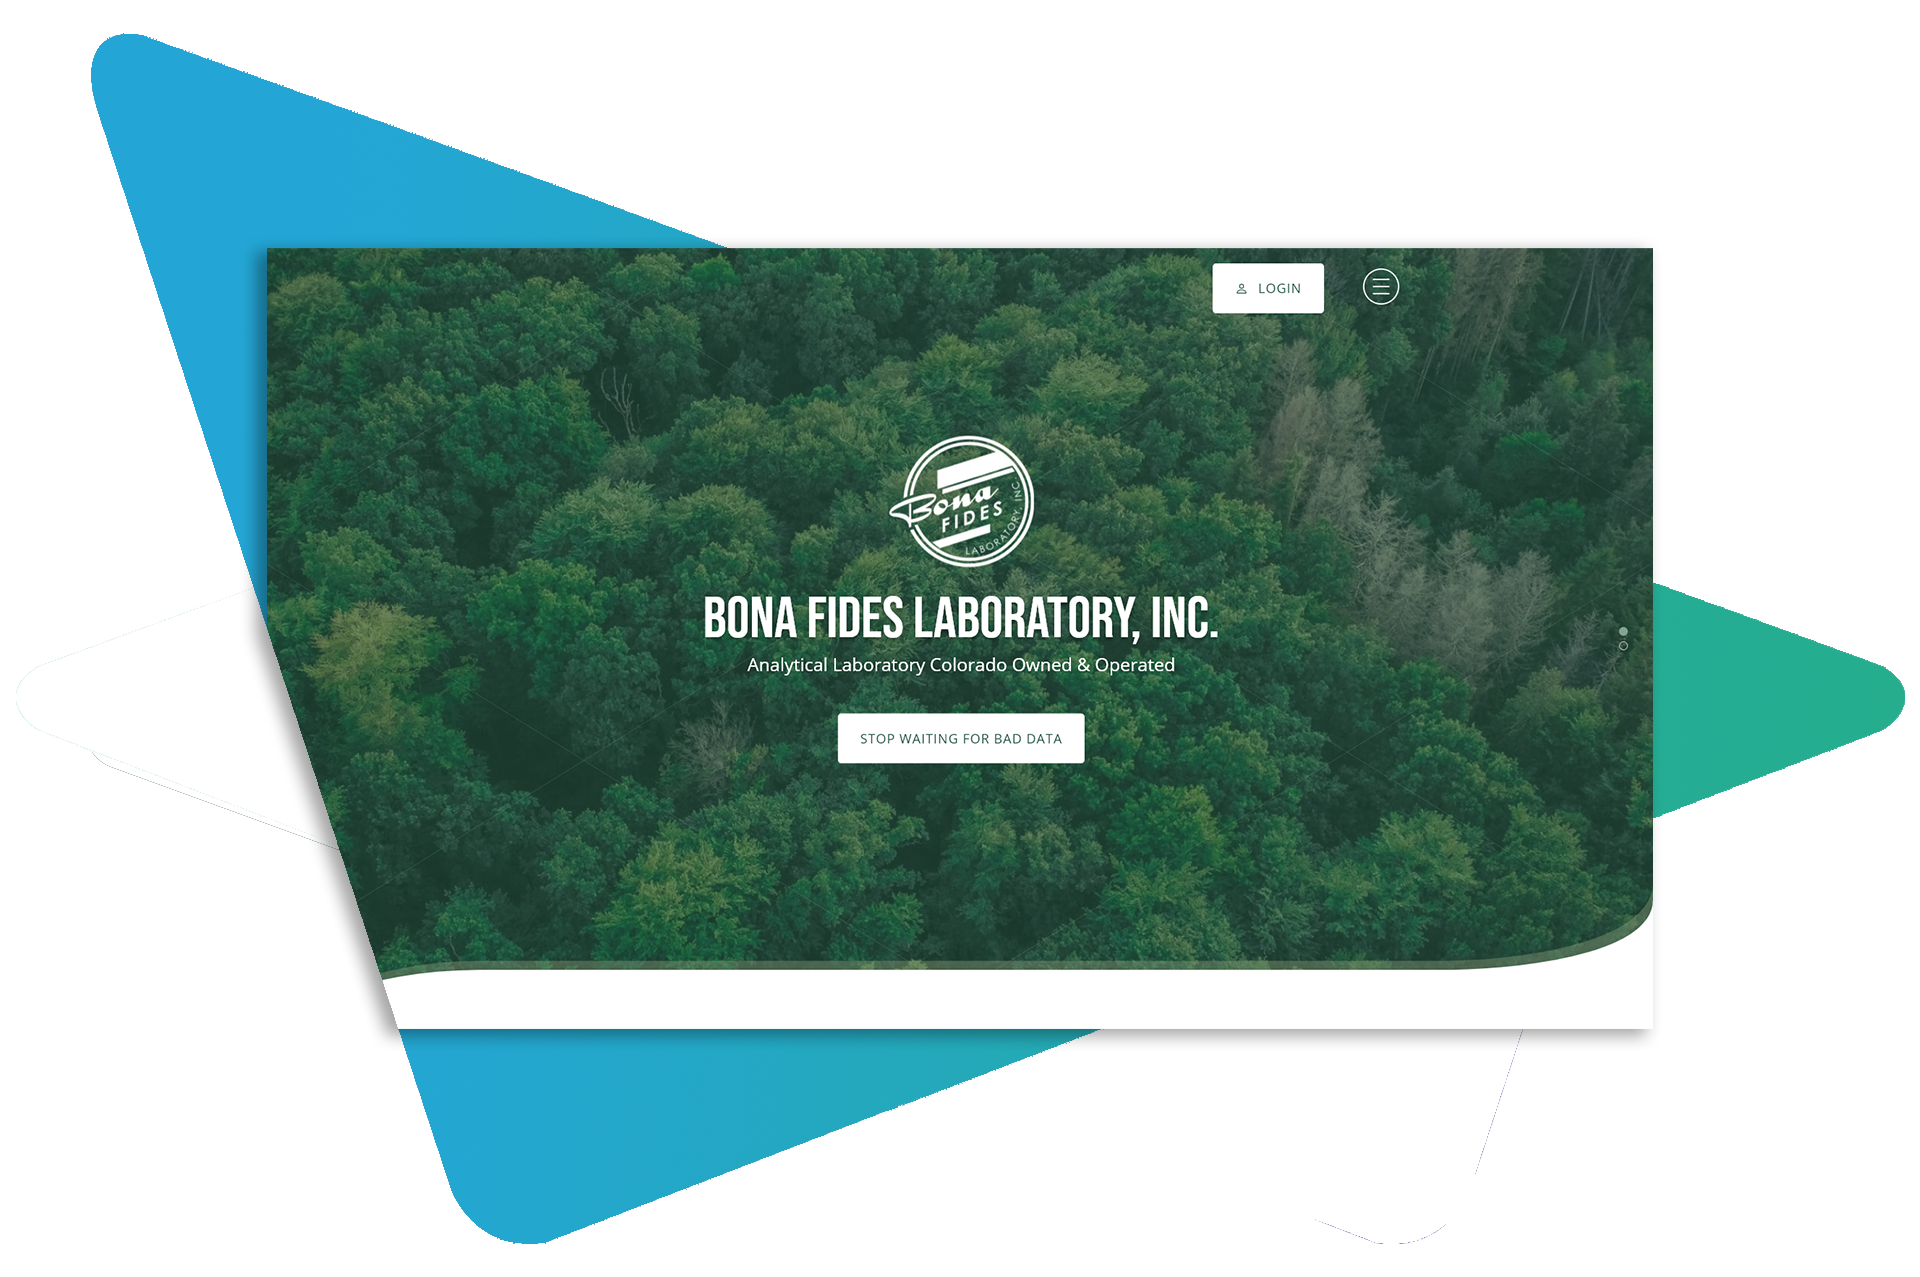 LOGIN
Bona
FIDES
LABORATORY, INC.
BONA FIDES LABORATORY, INC.
Analytical Laboratory Colorado Owned & Operated
STOP WAITING FOR BAD DATA